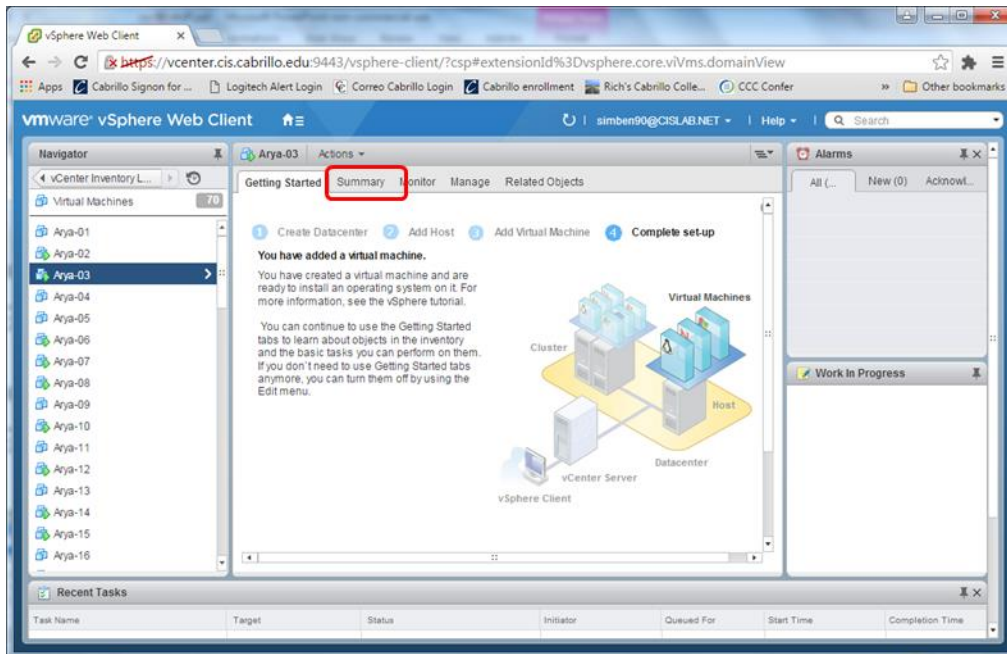 vSphere Web Client
https://vcenter.cis.cabrillo.edu:9443/vsphere-client/?csp#extensionId%3Dvsphere.core.viVms.domainView
Apps Cabrillo Signon for ... Logitech Alert Login Correo Cabrillo Login Cabrillo enrollment Rich's Cabrillo Colle... CCC Confer » Other bookmarks
vmware® vSphere Web Client simben90@CISLAB.NET Help Search
Navigator
vCenter Inventory L...
Virtual Machines 70
Arya-01
Arya-02
Arya-03
Arya-04
Arya-05
Arya-06
Arya-07
Arya-08
Arya-09
Arya-10
Arya-11
Arya-12
Arya-13
Arya-14
Arya-15
Arya-16
Arya-03 Actions
Getting Started Summary Monitor Manage Related Objects
1 Create Datacenter 2 Add Host 3 Add Virtual Machine 4 Complete set-up
You have added a virtual machine.
You have created a virtual machine and are
ready to install an operating system on it. For
more information, see the vSphere tutorial.
You can continue to use the Getting Started
tabs to learn about objects in the inventory
and the basic tasks you can perform on them.
If you don't need to use Getting Started tabs
anymore, you can turn them off by using the
Edit menu.
Virtual Machines
Cluster
Host
Datacenter
vCenter Server
vSphere Client
Alarms
All (... New (0) Acknowl...
Work In Progress
Recent Tasks
Task Name Target Status Initiator Queued For Start Time Completion Time